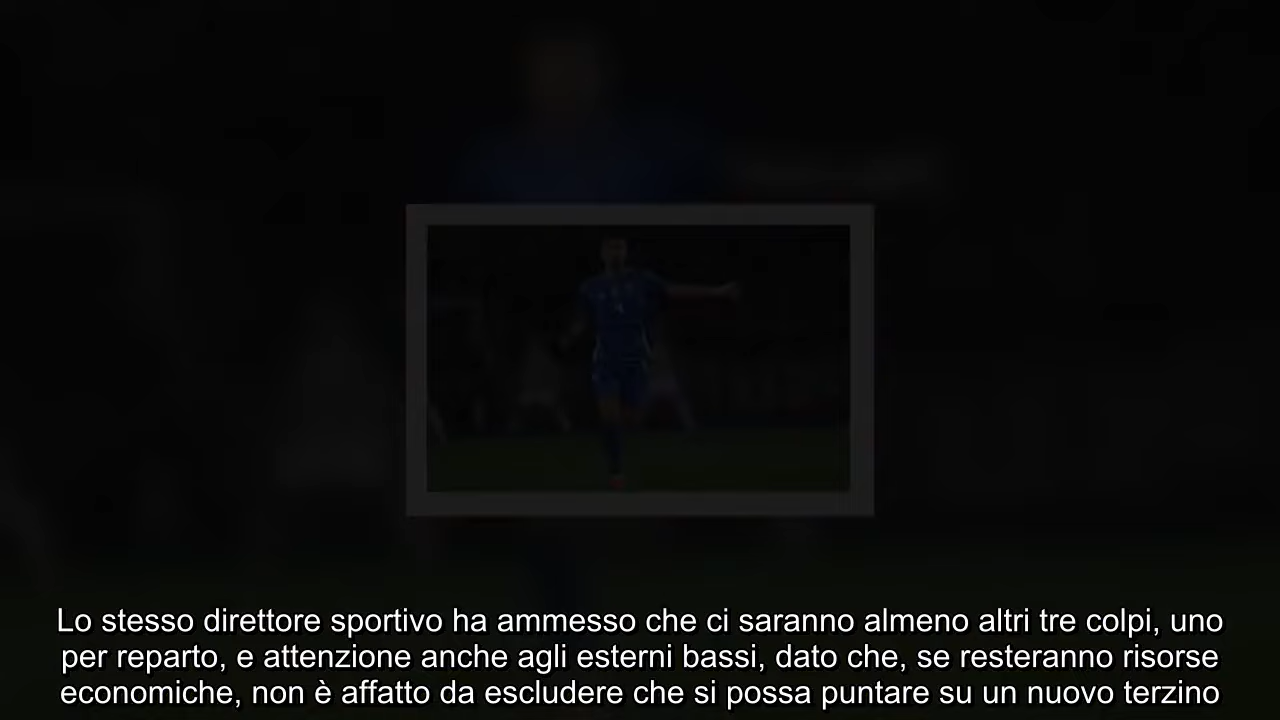 Lo stesso direttore sportivo ha ammesso che ci saranno almeno altri tre colpi, uno
per reparto, e attenzione anche agli esterni bassi, dato che, se resteranno risorse
economiche, non è affatto da escludere che si possa puntare su un nuovo terzino